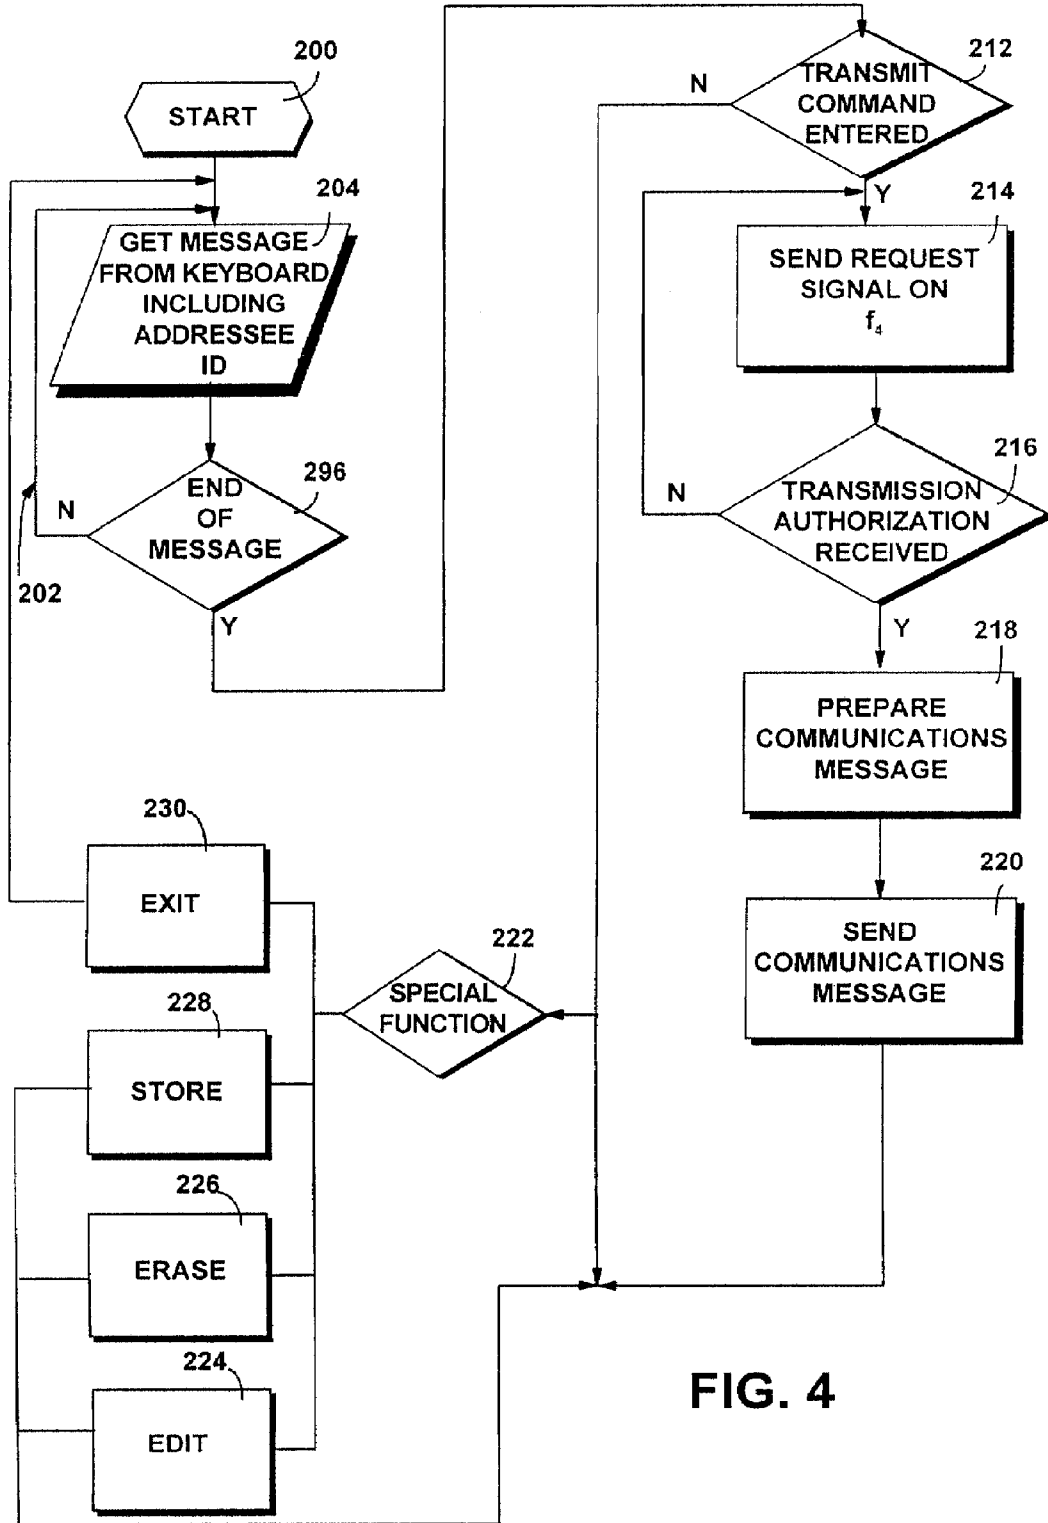 200
START
204
GET MESSAGE
FROM KEYBOARD
INCLUDING
ADDRESSEE
ID
296
END
OF
MESSAGE
N
202
Y
212
TRANSMIT
COMMAND
ENTERED
N
Y
214
SEND REQUEST
SIGNAL ON
f4
216
TRANSMISSION
AUTHORIZATION
RECEIVED
N
Y
218
PREPARE
COMMUNICATIONS
MESSAGE
220
SEND
COMMUNICATIONS
MESSAGE
222
SPECIAL
FUNCTION
230
EXIT
228
STORE
226
ERASE
224
EDIT
FIG. 4